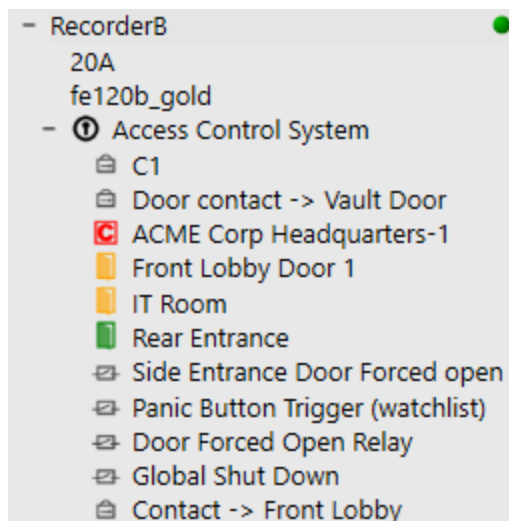 RecorderB
20A
fe120b_gold
Access Control System
C1
Door contact -> Vault Door
ACME Corp Headquarters-1
Front Lobby Door 1
IT Room
Rear Entrance
Side Entrance Door Forced open
Panic Button Trigger (watchlist)
Door Forced Open Relay
Global Shut Down
Contact -> Front Lobby